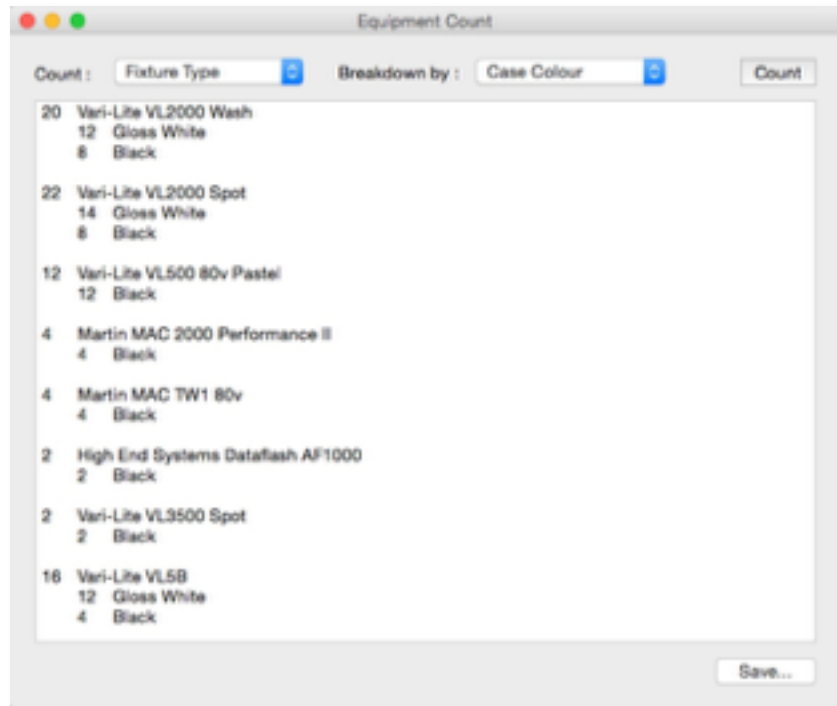 Equipment Count
Count : Fixture Type Breakdown by : Case Colour Count
20 Vari-Lite VL2000 Wash
12 Gloss White
8 Black
22 Vari-Lite VL2000 Spot
14 Gloss White
8 Black
12 Vari-Lite VL500 80v Pastel
12 Black
4 Martin MAC 2000 Performance II
4 Black
4 Martin MAC TW1 80v
4 Black
2 High End Systems Dataflash AF1000
2 Black
2 Vari-Lite VL3500 Spot
2 Black
16 Vari-Lite VL5B
12 Gloss White
4 Black
Save...